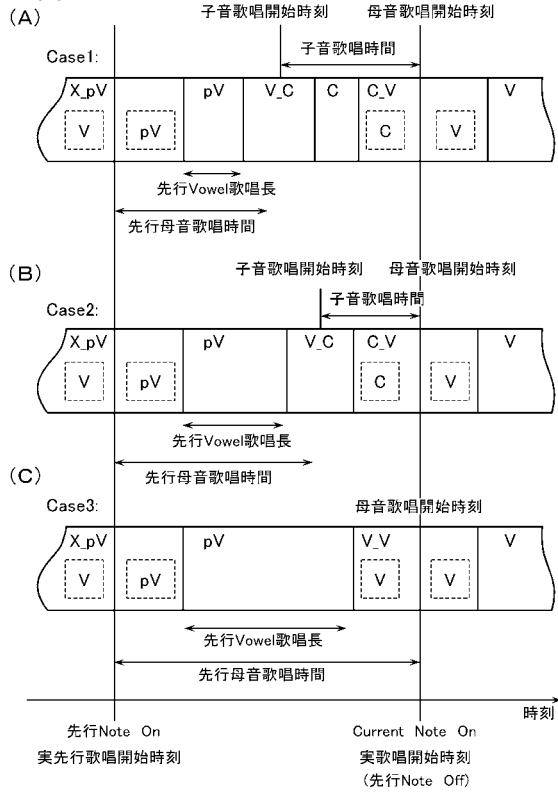 (A)
子音歌唱開始時刻 母音歌唱開始時刻
Case1:
子音歌唱時間
X_pV pV V_C C C_V V
V pV C V
先行Vowel歌唱長
先行母音歌唱時間
(B)
子音歌唱開始時刻 母音歌唱開始時刻
Case2:
子音歌唱時間
X_pV pV V_C C_V V
V pV C V
先行Vowel歌唱長
先行母音歌唱時間
(C)
Case3:
母音歌唱開始時刻
X_pV pV V_V V
V pV V V
先行Vowel歌唱長
先行母音歌唱時間
時刻
先行Note On Current Note On
実先行歌唱開始時刻 実歌唱開始時刻
(先行Note Off)